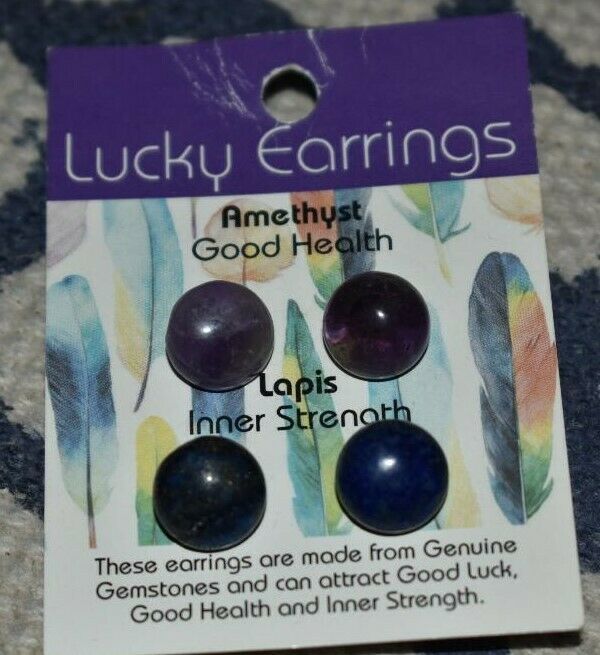 Lucky Earrings
Amethyst
Good Health
Lapis
Inner Strength
These earrings are made from Genuine
Gemstones and can attract Good Luck,
Good Health and Inner Strength.